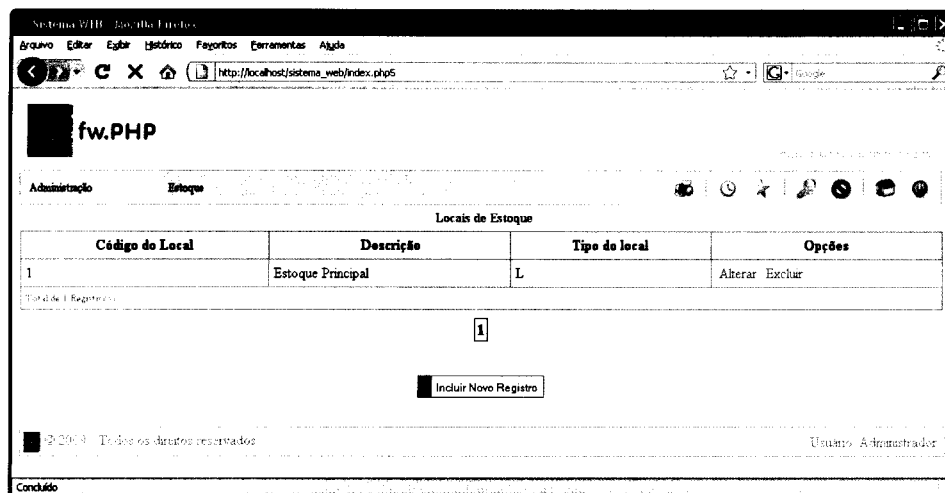 Sistema WEB - Mozilla Firefox
Arquivo Editar Exibir Histórico Favoritos Ferramentas Ajuda
http://localhost/sistema_web/index.php5
G Google
fw.PHP
Administração Estoque
Locais de Estoque
Código do Local Descrição Tipo do local Opções
1 Estoque Principal L Alterar Excluir
Total de 1 Registro(s)
1
Incluir Novo Registro
Todos os direitos reservados Usuário Administrador
Concluído